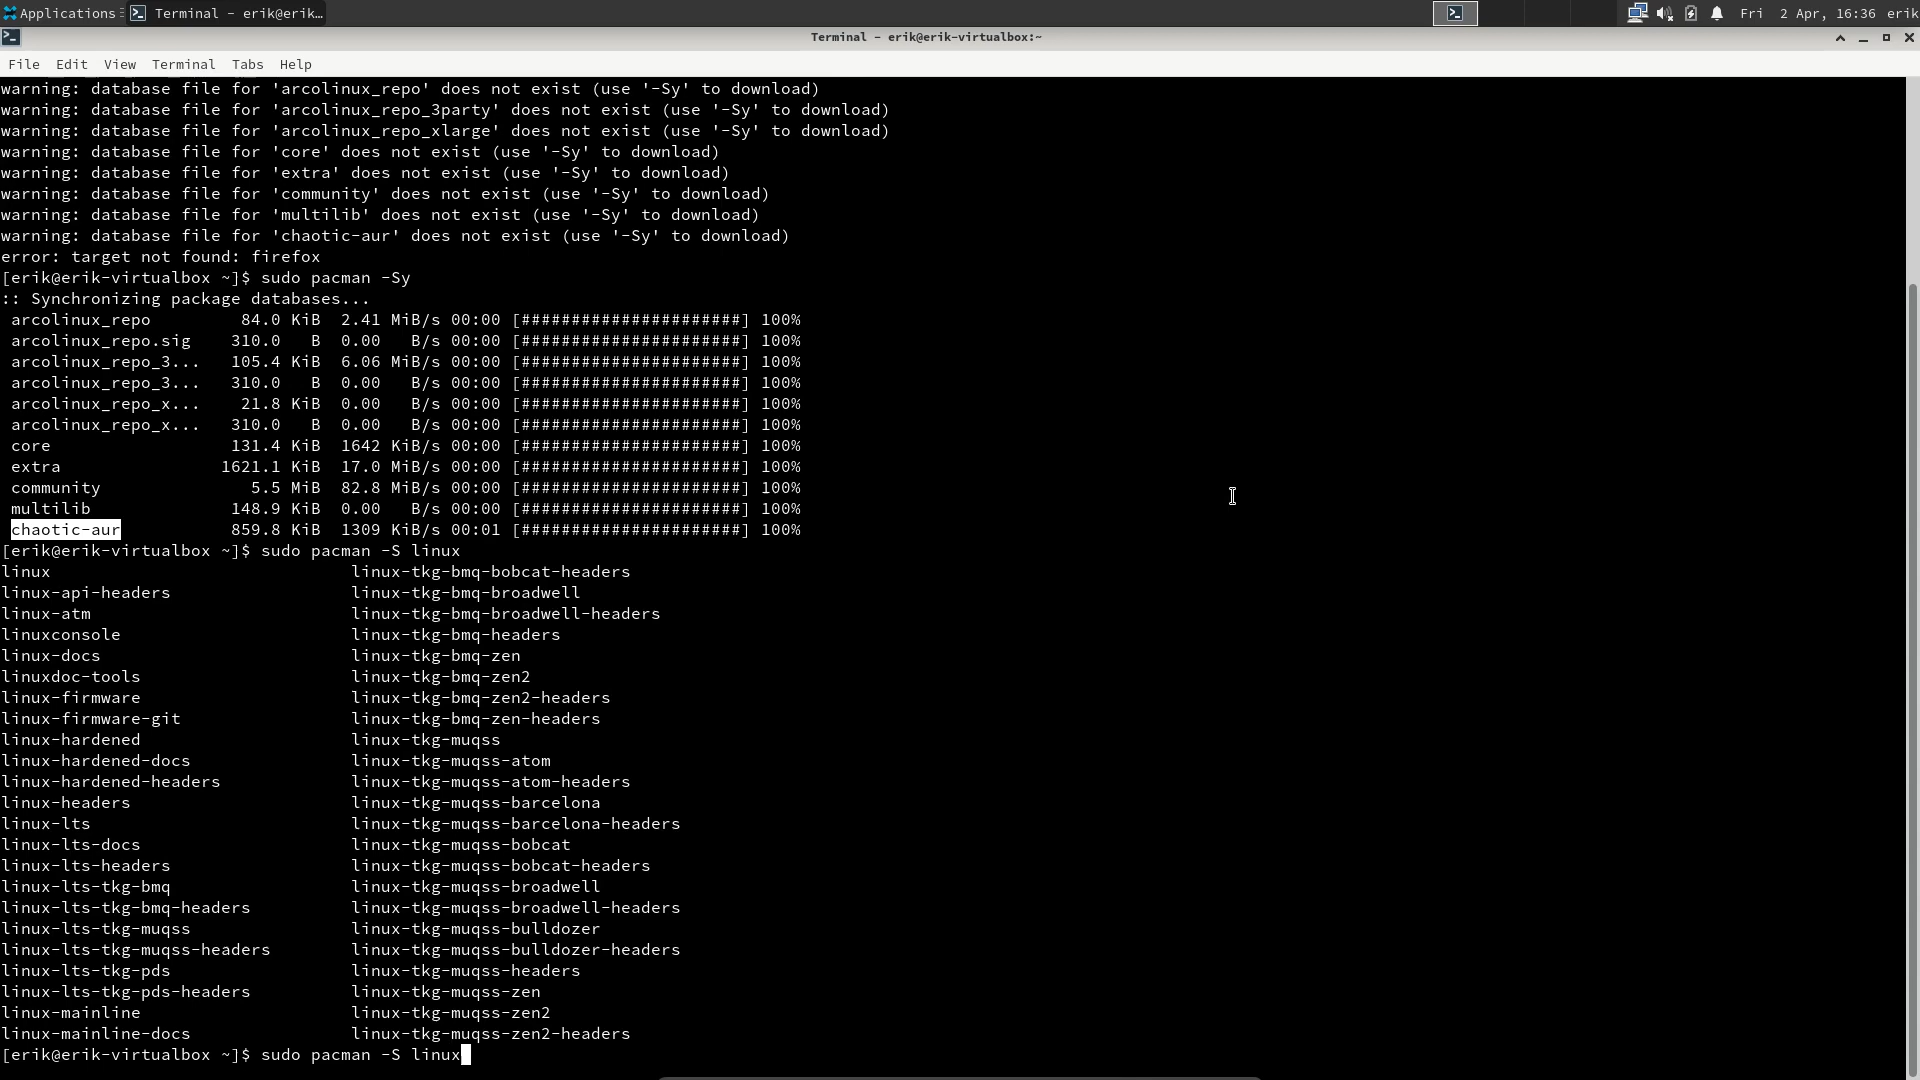 Applications
Terminal - erik@erik...
Fri 2 Apr, 16:36 erik
Terminal - erik@erik-virtualbox:~
File Edit View Terminal Tabs Help
warning: database file for 'arcolinux_repo' does not exist (use '-Sy' to download)
warning: database file for 'arcolinux_repo_3party' does not exist (use '-Sy' to download)
warning: database file for 'arcolinux_repo_xlarge' does not exist (use '-Sy' to download)
warning: database file for 'core' does not exist (use '-Sy' to download)
warning: database file for 'extra' does not exist (use '-Sy' to download)
warning: database file for 'community' does not exist (use '-Sy' to download)
warning: database file for 'multilib' does not exist (use '-Sy' to download)
warning: database file for 'chaotic-aur' does not exist (use '-Sy' to download)
error: target not found: firefox
[erik@erik-virtualbox ~]$ sudo pacman -Sy
:: Synchronizing package databases...
arcolinux_repo 84.0 KiB 2.41 MiB/s 00:00 [######################] 100%
arcolinux_repo.sig 310.0 B 0.00 B/s 00:00 [######################] 100%
arcolinux_repo_3... 105.4 KiB 6.06 MiB/s 00:00 [######################] 100%
arcolinux_repo_3... 310.0 B 0.00 B/s 00:00 [######################] 100%
arcolinux_repo_x... 21.8 KiB 0.00 B/s 00:00 [######################] 100%
arcolinux_repo_x... 310.0 B 0.00 B/s 00:00 [######################] 100%
core 131.4 KiB 1642 KiB/s 00:00 [######################] 100%
extra 1621.1 KiB 17.0 MiB/s 00:00 [######################] 100%
community 5.5 MiB 82.8 MiB/s 00:00 [######################] 100%
multilib 148.9 KiB 0.00 B/s 00:00 [######################] 100%
chaotic-aur 859.8 KiB 1309 KiB/s 00:01 [######################] 100%
[erik@erik-virtualbox ~]$ sudo pacman -S linux
linux linux-tkg-bmq-bobcat-headers
linux-api-headers linux-tkg-bmq-broadwell
linux-atm linux-tkg-bmq-broadwell-headers
linuxconsole linux-tkg-bmq-headers
linux-docs linux-tkg-bmq-zen
linuxdoc-tools linux-tkg-bmq-zen2
linux-firmware linux-tkg-bmq-zen2-headers
linux-firmware-git linux-tkg-bmq-zen-headers
linux-hardened linux-tkg-muqss
linux-hardened-docs linux-tkg-muqss-atom
linux-hardened-headers linux-tkg-muqss-atom-headers
linux-headers linux-tkg-muqss-barcelona
linux-lts linux-tkg-muqss-barcelona-headers
linux-lts-docs linux-tkg-muqss-bobcat
linux-lts-headers linux-tkg-muqss-bobcat-headers
linux-lts-tkg-bmq linux-tkg-muqss-broadwell
linux-lts-tkg-bmq-headers linux-tkg-muqss-broadwell-headers
linux-lts-tkg-muqss linux-tkg-muqss-bulldozer
linux-lts-tkg-muqss-headers linux-tkg-muqss-bulldozer-headers
linux-lts-tkg-pds linux-tkg-muqss-headers
linux-lts-tkg-pds-headers linux-tkg-muqss-zen
linux-mainline linux-tkg-muqss-zen2
linux-mainline-docs linux-tkg-muqss-zen2-headers
[erik@erik-virtualbox ~]$ sudo pacman -S linux